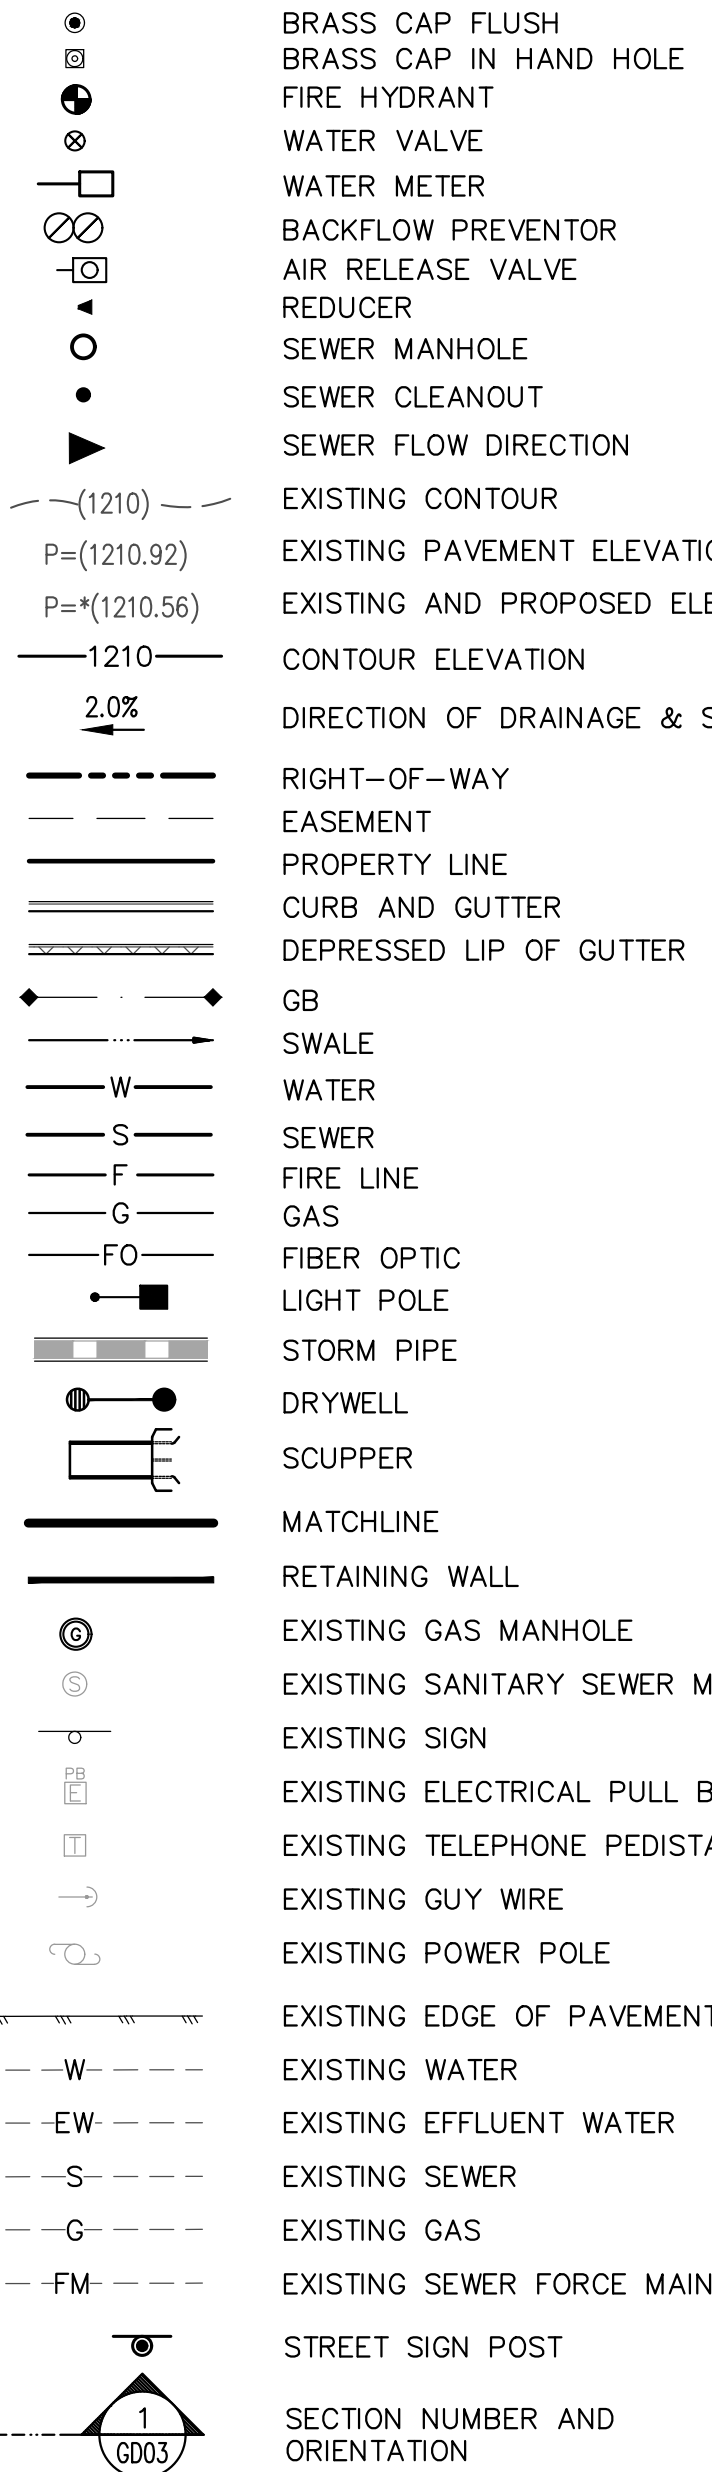 BRASS CAP FLUSH
BRASS CAP IN HAND HOLE
FIRE HYDRANT
WATER VALVE
WATER METER
BACKFLOW PREVENTOR
AIR RELEASE VALVE
REDUCER
SEWER MANHOLE
SEWER CLEANOUT
SEWER FLOW DIRECTION
(1210) EXISTING CONTOUR
P=(1210.92) EXISTING PAVEMENT
P=*(1210.56) EXISTING AND PROPOSED
1210 CONTOUR ELEVATION
2.0% DIRECTION OF DRAINAGE &
RIGHT-OF-WAY
EASEMENT
PROPERTY LINE
CURB AND GUTTER
DEPRESSED LIP OF GUTTER
GB
SWALE
W WATER
S SEWER
F FIRE LINE
G GAS
FO FIBER OPTIC
LIGHT POLE
STORM PIPE
DRYWELL
SCUPPER
MATCHLINE
RETAINING WALL
G EXISTING GAS MANHOLE
S EXISTING SANITARY SEWER
EXISTING SIGN
PB
E EXISTING ELECTRICAL PULL
T EXISTING TELEPHONE
EXISTING GUY WIRE
EXISTING POWER POLE
EXISTING EDGE OF PAVEMENT
W EXISTING WATER
EW EXISTING EFFLUENT WATER
S EXISTING SEWER
G EXISTING GAS
FM EXISTING SEWER FORCE MAIN
STREET SIGN POST
1 SECTION NUMBER AND
GD03 ORIENTATION